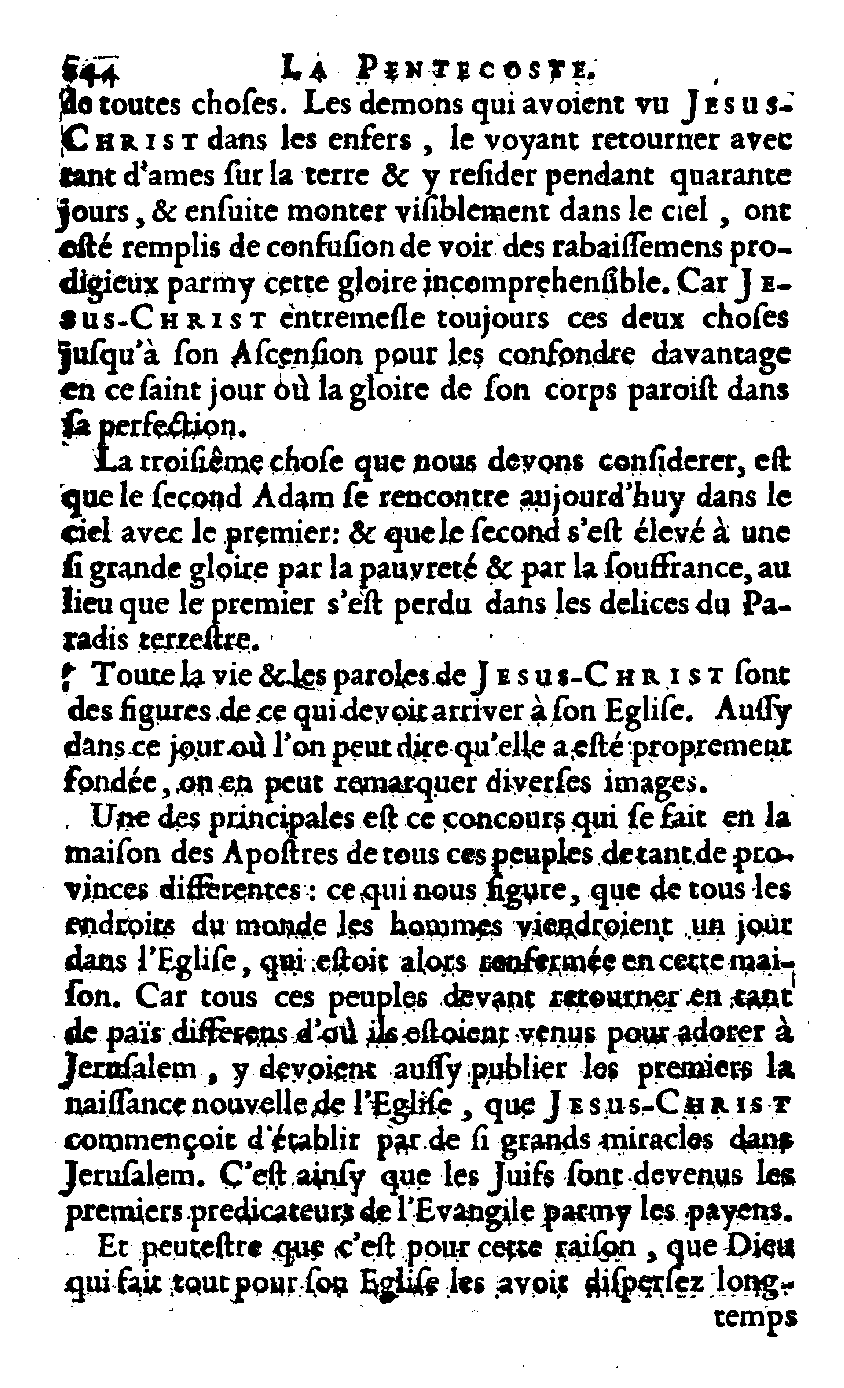 544 LA PENTECOSTE.
de toutes choſes. Les demons qui avoient vu JESUS-
CHRIST dans les enfers, le voyant retourner avec
tant d'ames ſur la terre & y reſider pendant quarante
jours, & enſuite monter viſiblement dans le ciel, ont
eſté remplis de confuſion de voir des rabaiſſemens pro-
digieux parmy cette gloire incomprehenſible. Car JE-
SUS-CHRIST entremeſle toujours ces deux choſes
juſqu'à ſon Aſcenſion pour les confondre davantage
en ce ſaint jour où la gloire de ſon corps paroiſt dans
ſa perfection.
La troiſiême choſe que nous devons conſiderer, eſt
que le ſecond Adam ſe rencontre aujourd'huy dans le
ciel avec le premier: & que le ſecond s'eſt élevé à une
ſi grande gloire par la pauvreté & par la ſouffrance, au
lieu que le premier s'eſt perdu dans les delices du Pa-
radis terreſtre.
Toute la vie & les paroles de JESUS-CHRIST ſont
des figures de ce qui devoit arriver à ſon Egliſe. Auſſy
dans ce jour où l'on peut dire qu'elle a eſté proprement
fondée, on en peut remarquer diverſes images.
Une des principales eſt ce concours qui ſe fait en la
maiſon des Apoſtres de tous ces peuples de tant de pro-
vinces differentes: ce qui nous figure, que de tous les
endroits du monde les hommes viendroient un jour
dans l'Egliſe, qui eſtoit alors renfermée en cette mai-
ſon. Car tous ces peuples devant retourner en tant
de païs differens d'où ils eſtoient venus pour adorer à
Jeruſalem, y devoient auſſy publier les premiers la
naiſſance nouvelle de l'Egliſe, que JESUS-CHRIST
commençoit d'établir par de ſi grands miracles dans
Jeruſalem. C'eſt ainſy que les Juifs ſont devenus les
premiers predicateurs de l'Evangile parmy les payens.
Et peuteſtre que c'eſt pour cette raiſon, que Dieu
qui fait tout pour ſon Egliſe les avoit diſperſez long-
temps